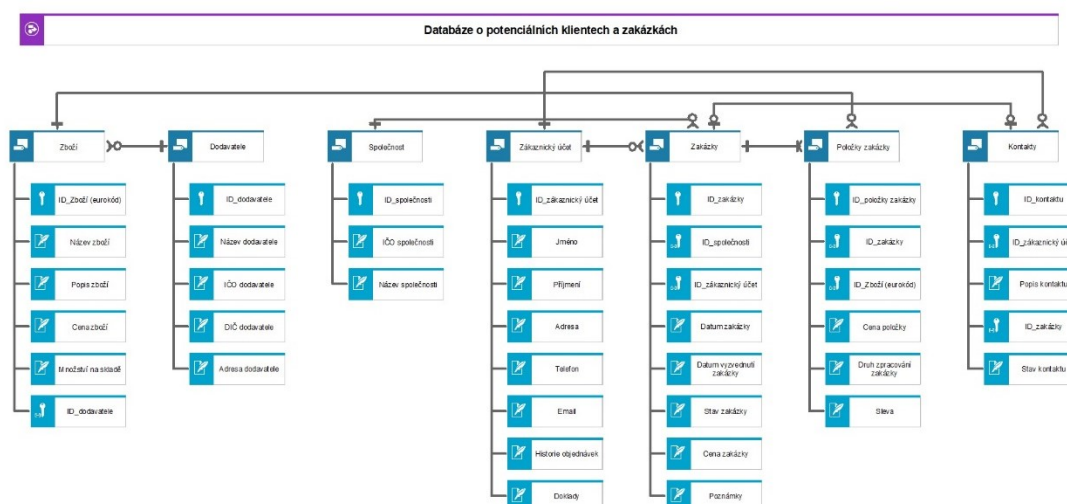 Databáze o potenciálních klientech a zakázkách
Zboží
Dodavatele
Společnost
Zákaznický účet
Zakázky
Položky zakázky
Kontakty
ID_Zboží (eurokód)
Název zboží
Popis zboží
Cena zboží
Množství na skladě
ID_dodavatele
ID_dodavatele
Název dodavatele
IČO dodavatele
DIČ dodavatele
Adresa dodavatele
ID_společnosti
IČO společnosti
Název společnosti
ID_zákaznický účet
Jméno
Příjmení
Adresa
Telefon
Email
Historie objednávek
Doklady
ID_zakázky
ID_společnosti
ID_zákaznický účet
Datum zakázky
Datum vyzvednutí
zakázky
Stav zakázky
Cena zakázky
Poznámky
ID_položky zakázky
ID_zakázky
ID_Zboží (eurokód)
Cena položky
Druh zpracování
zakázky
Sleva
ID_kontaktu
ID_zákaznický úč
Popis kontaktu
ID_zakázky
Stav kontaktu